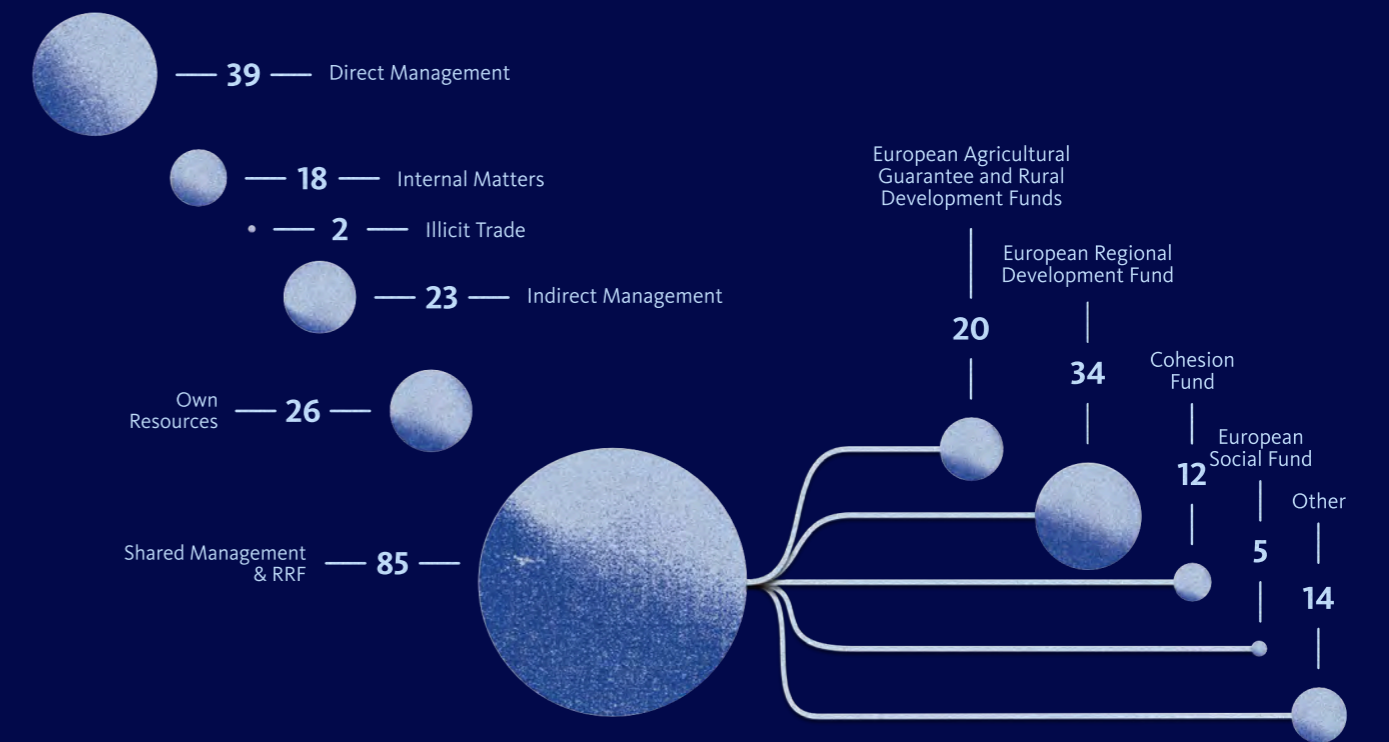 39 Direct Management
18 Internal Matters
2 Illicit Trade
23 Indirect Management
Own
Resources
26
Shared Management
& RRF
85
European Agricultural
Guarantee and Rural
Development Funds
20
European Regional
Development Fund
34
Cohesion
Fund
12
European
Social Fund
5
Other
14